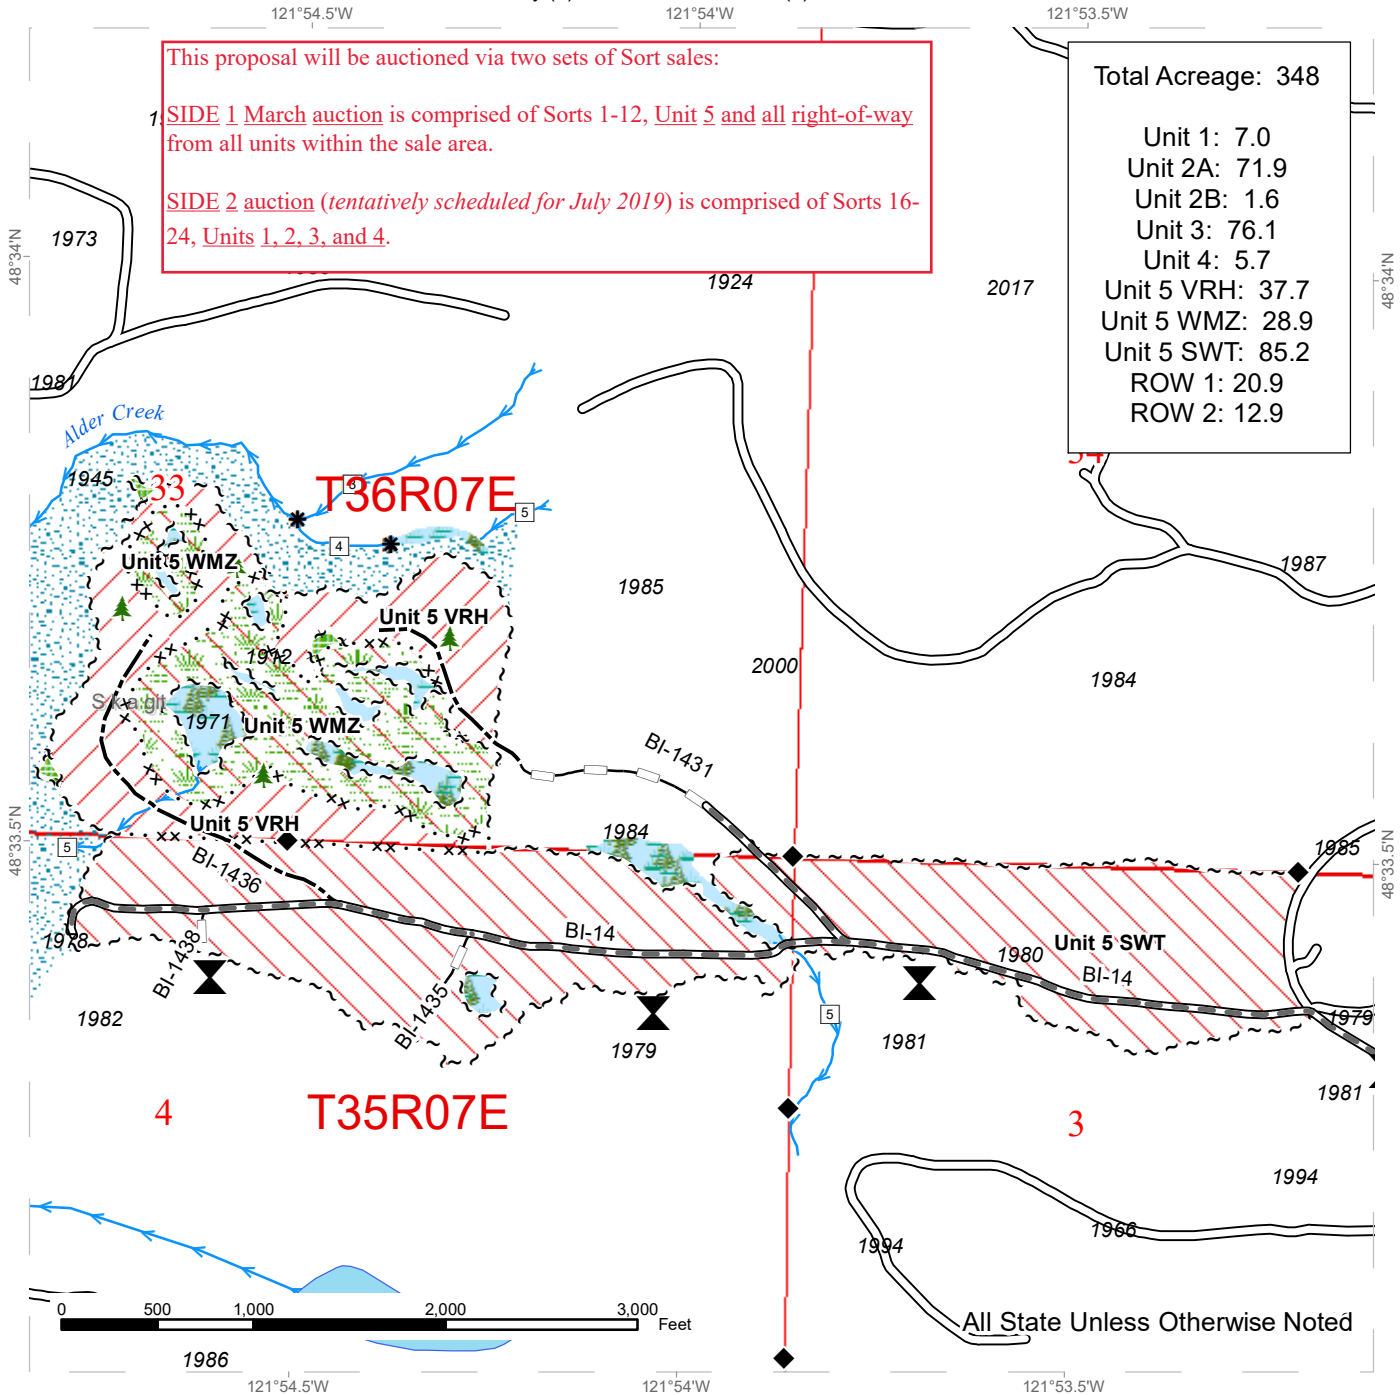 121°54.5'W
121°54'W
121°53.5'W
This proposal will be auctioned via two sets of Sort sales:
SIDE 1 March auction is comprised of Sorts 1-12, Unit 5 and all right-of-way
from all units within the sale area.
SIDE 2 auction (tentatively scheduled for July 2019) is comprised of Sorts 16-
24, Units 1, 2, 3, and 4.
Total Acreage: 348
Unit 1: 7.0
Unit 2A: 71.9
Unit 2B: 1.6
Unit 3: 76.1
Unit 4: 5.7
Unit 5 VRH: 37.7
Unit 5 WMZ: 28.9
Unit 5 SWT: 85.2
ROW 1: 20.9
ROW 2: 12.9
48°34'N
48°34'N
1973
1924
2017
1981
Alder Creek
1945
33
T36R07E
3
5
4
Unit 5 WMZ
1985
1987
Unit 5 VRH
1912
2000
1984
Skagit
1971
Unit 5 WMZ
BI-1431
48°33.5'N
Unit 5 VRH
1984
5
1985
48°33.5'N
BI-1436
BI-14
1978
BI-1438
1980
Unit 5 SWT
BI-14
BI-1435
1982
5
1979
1979
1981
1981
4
T35R07E
3
1994
1966
1994
0
500
1,000
2,000
3,000
Feet
All State Unless Otherwise Noted
1986
121°54.5'W
121°54'W
121°53.5'W